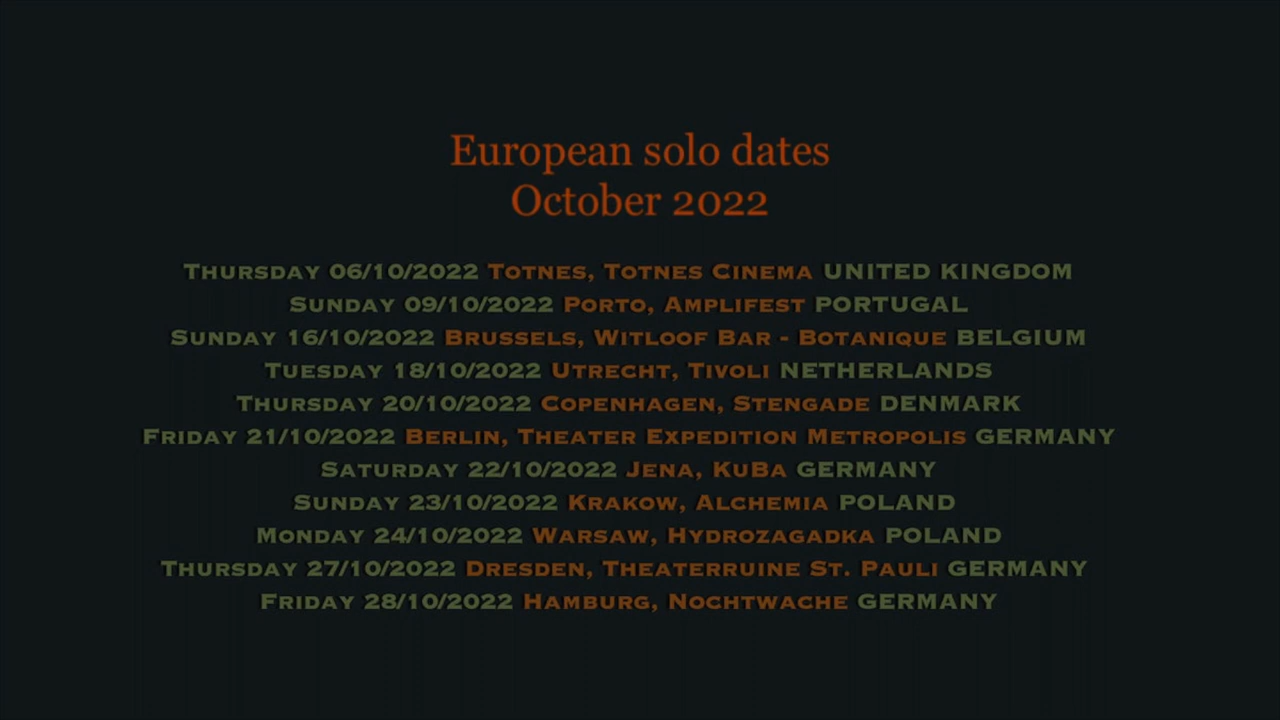 European solo dates
October 2022
Thursday 06/10/2022 Totnes, Totnes Cinema UNITED KINGDOM
Sunday 09/10/2022 Porto, Amplifest PORTUGAL
Sunday 16/10/2022 Brussels, Witloof Bar - Botanique BELGIUM
Tuesday 18/10/2022 Utrecht, Tivoli NETHERLANDS
Thursday 20/10/2022 Copenhagen, Stengade DENMARK
Friday 21/10/2022 Berlin, Theater Expedition Metropolis GERMANY
Saturday 22/10/2022 Jena, KuBa GERMANY
Sunday 23/10/2022 Krakow, Alchemia POLAND
Monday 24/10/2022 Warsaw, Hydrozagadka POLAND
Thursday 27/10/2022 Dresden, Theaterruine St. Pauli GERMANY
Friday 28/10/2022 Hamburg, Nochtwache GERMANY